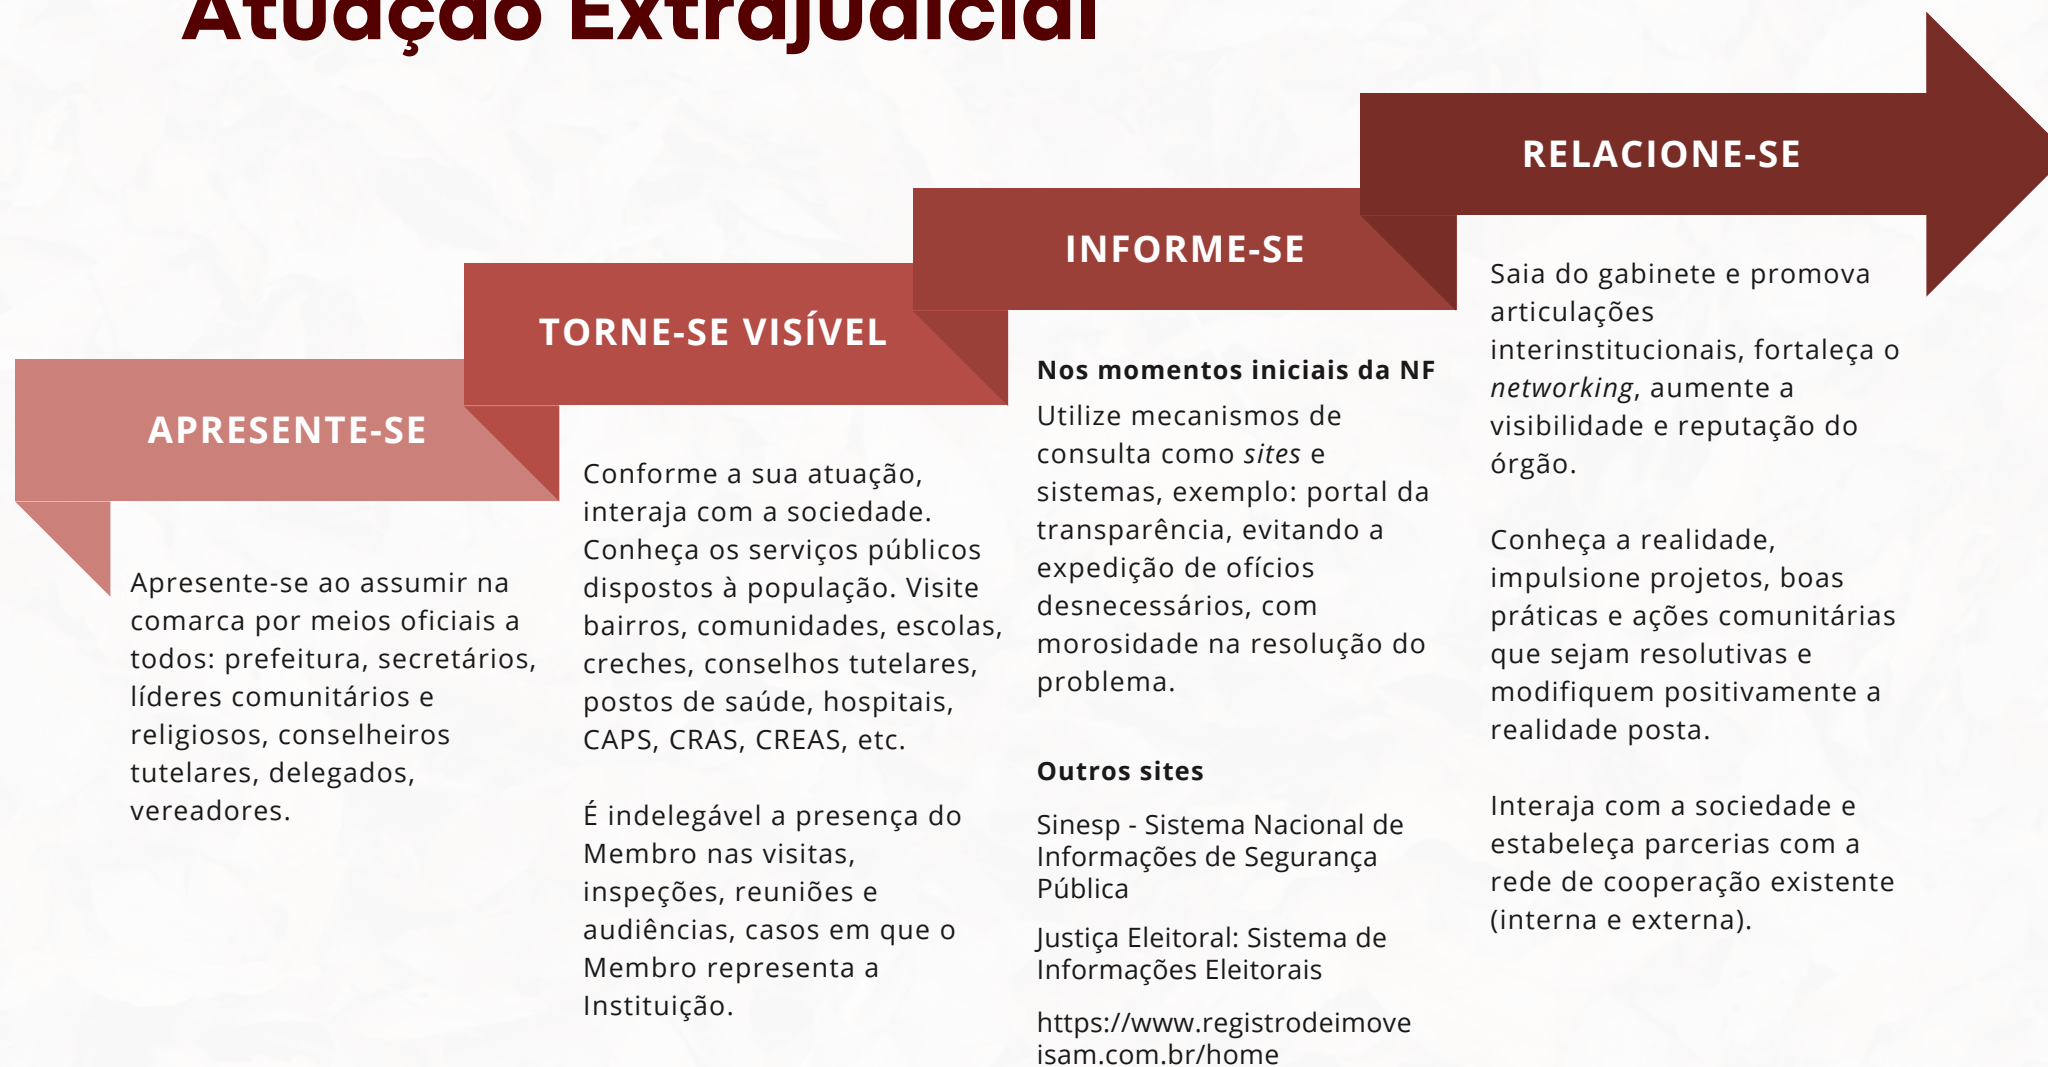 Atuação Extrajudicial
APRESENTE-SE
Apresente-se ao assumir na
comarca por meios oficiais a
todos: prefeitura, secretários,
líderes comunitários e
religiosos, conselheiros
tutelares, delegados,
vereadores.
TORNE-SE VISÍVEL
Conforme a sua atuação,
interaja com a sociedade.
Conheça os serviços públicos
dispostos à população. Visite
bairros, comunidades, escolas,
creches, conselhos tutelares,
postos de saúde, hospitais,
CAPS, CRAS, CREAS, etc.
É indelegável a presença do
Membro nas visitas,
inspeções, reuniões e
audiências, casos em que o
Membro representa a
Instituição.
INFORME-SE
Nos momentos iniciais da NF
Utilize mecanismos de
consulta como sites e
sistemas, exemplo: portal da
transparência, evitando a
expedição de ofícios
desnecessários, com
morosidade na resolução do
problema.
Outros sites
Sinesp - Sistema Nacional de
Informações de Segurança
Pública
Justiça Eleitoral: Sistema de
Informações Eleitorais
https://www.registrodeimove
isam.com.br/home
RELACIONE-SE
Saia do gabinete e promova
articulações
interinstitucionais, fortaleça o
networking, aumente a
visibilidade e reputação do
órgão.
Conheça a realidade,
impulsione projetos, boas
práticas e ações comunitárias
que sejam resolutivas e
modifiquem positivamente a
realidade posta.
Interaja com a sociedade e
estabeleça parcerias com a
rede de cooperação existente
(interna e externa).